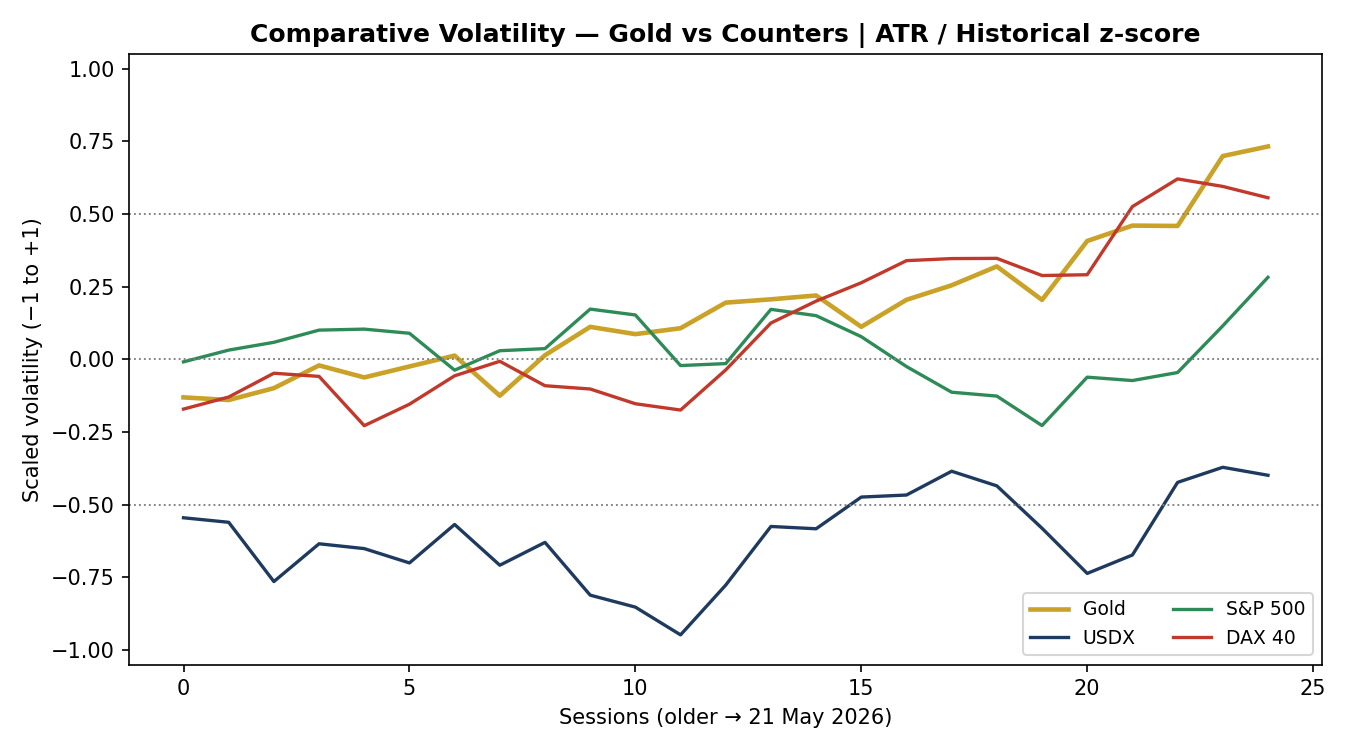 Comparative Volatility — Gold vs Counters | ATR / Historical z-score
Scaled volatility (−1 to +1)
1.00
0.75
0.50
0.25
0.00
−0.25
−0.50
−0.75
−1.00
0
5
10
15
20
25
Sessions (older → 21 May 2026)
Gold
USDX
S&P 500
DAX 40